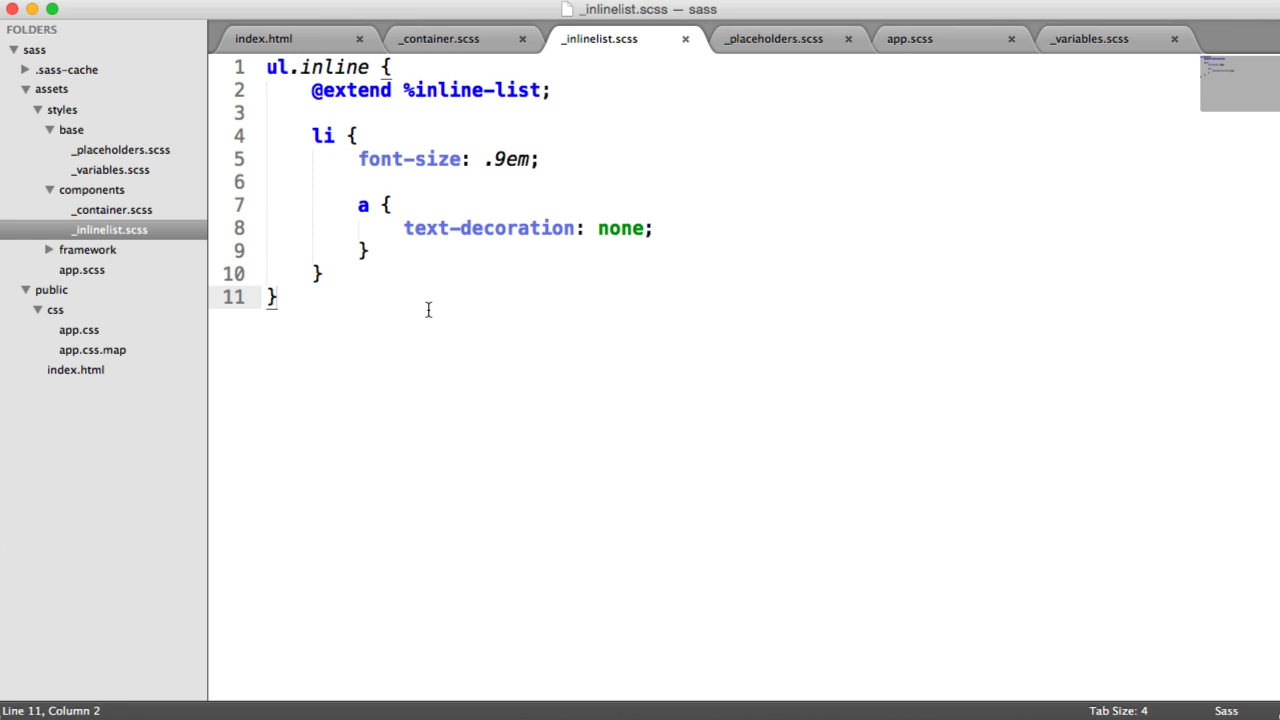 _inlinelist.scss — sass
FOLDERS
sass
.sass-cache
assets
styles
base
_placeholders.scss
_variables.scss
components
_container.scss
_inlinelist.scss
framework
app.scss
public
css
app.css
app.css.map
index.html
index.html × _container.scss × _inlinelist.scss × _placeholders.scss × app.scss × _variables.scss ×
1 ul.inline {
2 @extend %inline-list;
3
4 li {
5 font-size: .9em;
6
7 a {
8 text-decoration: none;
9 }
10 }
11 }
Line 11, Column 2 Tab Size: 4 Sass